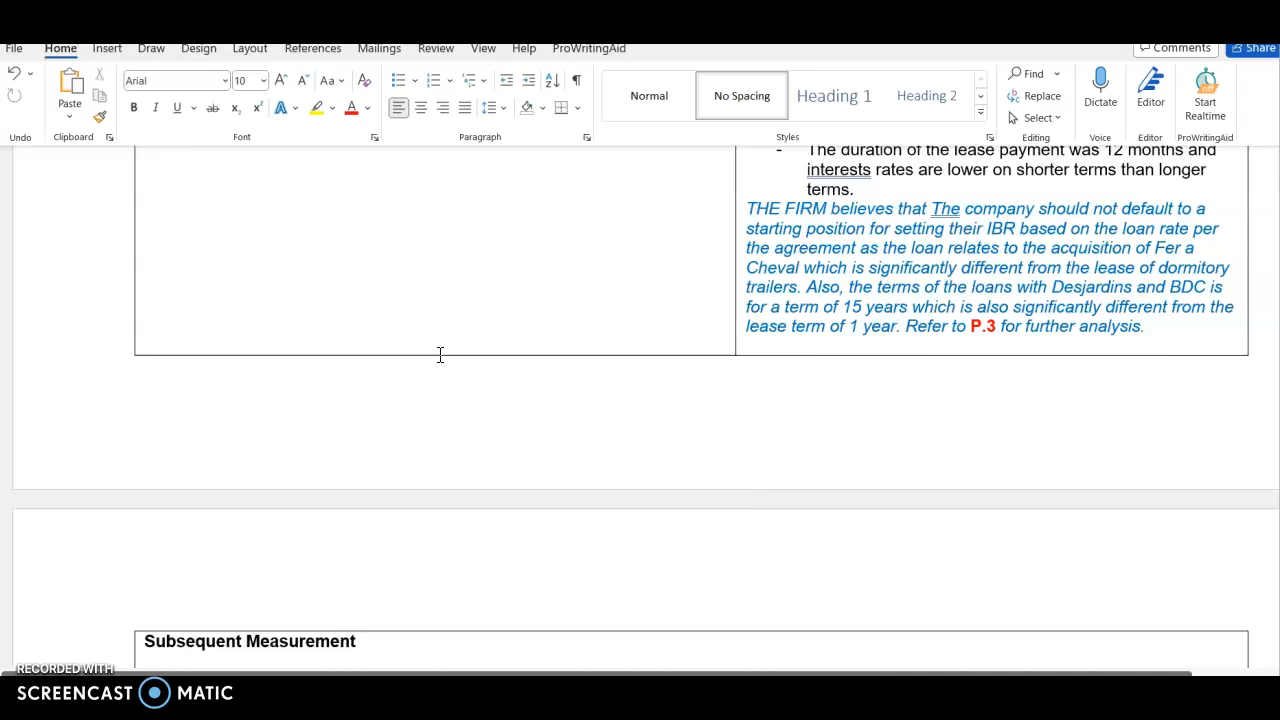 File Home Insert Draw Design Layout References Mailings Review View Help ProWritingAid Comments Share
Arial 10 Aa
Paste
B I U ab x2 x2 A A
Normal No Spacing Heading 1 Heading 2
Find
Replace
Select
Dictate Editor Start
Realtime
Undo Clipboard Font Paragraph Styles Editing Voice Editor ProWritingAid
- The duration of the lease payment was 12 months and
interests rates are lower on shorter terms than longer
terms.
THE FIRM believes that The company should not default to a
starting position for setting their IBR based on the loan rate per
the agreement as the loan relates to the acquisition of Fer a
Cheval which is significantly different from the lease of dormitory
trailers. Also, the terms of the loans with Desjardins and BDC is
for a term of 15 years which is also significantly different from the
lease term of 1 year. Refer to P.3 for further analysis.
Subsequent Measurement
RECORDED WITH
SCREENCAST MATIC